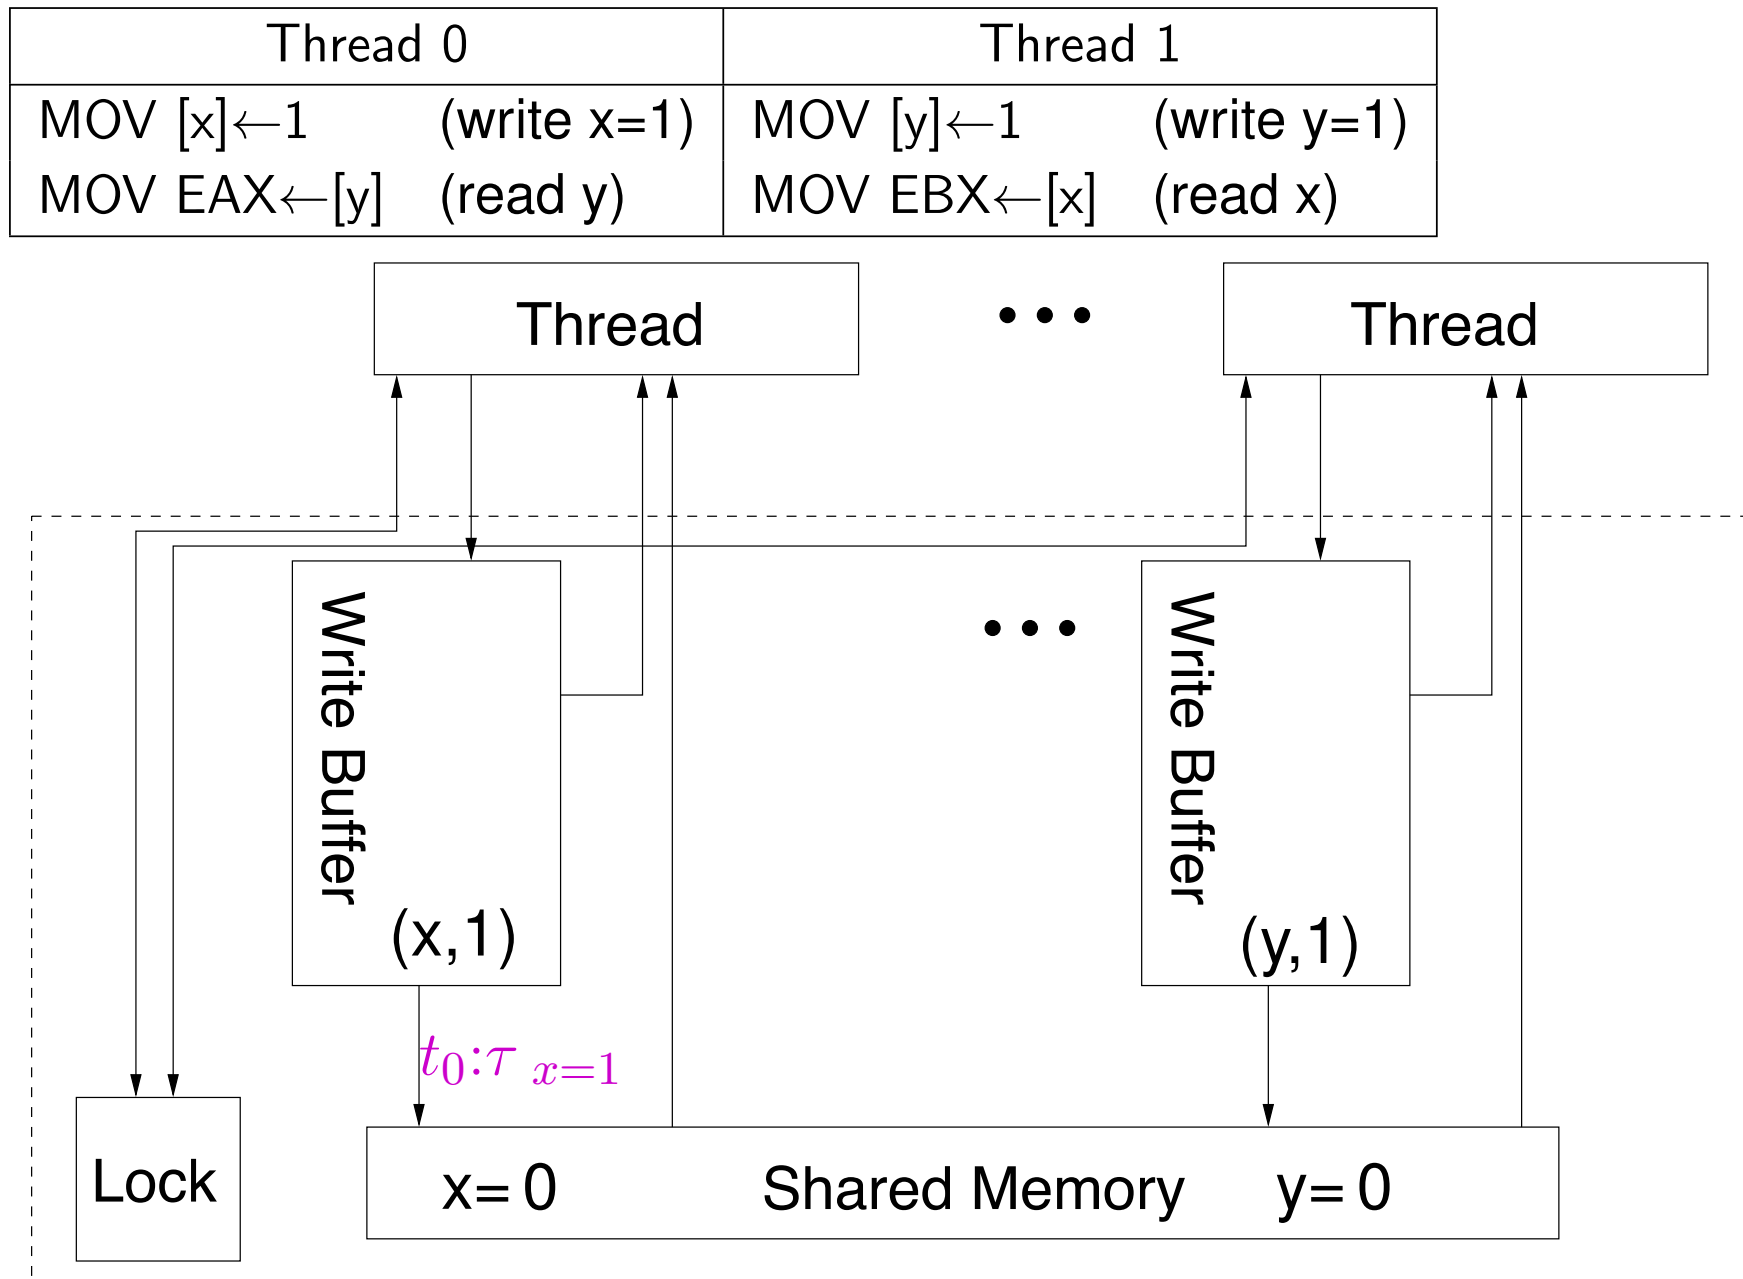 Thread 0 Thread 1
MOV [x]←1 (write x=1) MOV [y]←1 (write y=1)
MOV EAX←[y] (read y) MOV EBX←[x] (read x)
Thread • • • Thread
Write Buffer • • • Write Buffer
(x,1) (y,1)
t₀:τ x=1
Lock x= 0 Shared Memory y= 0